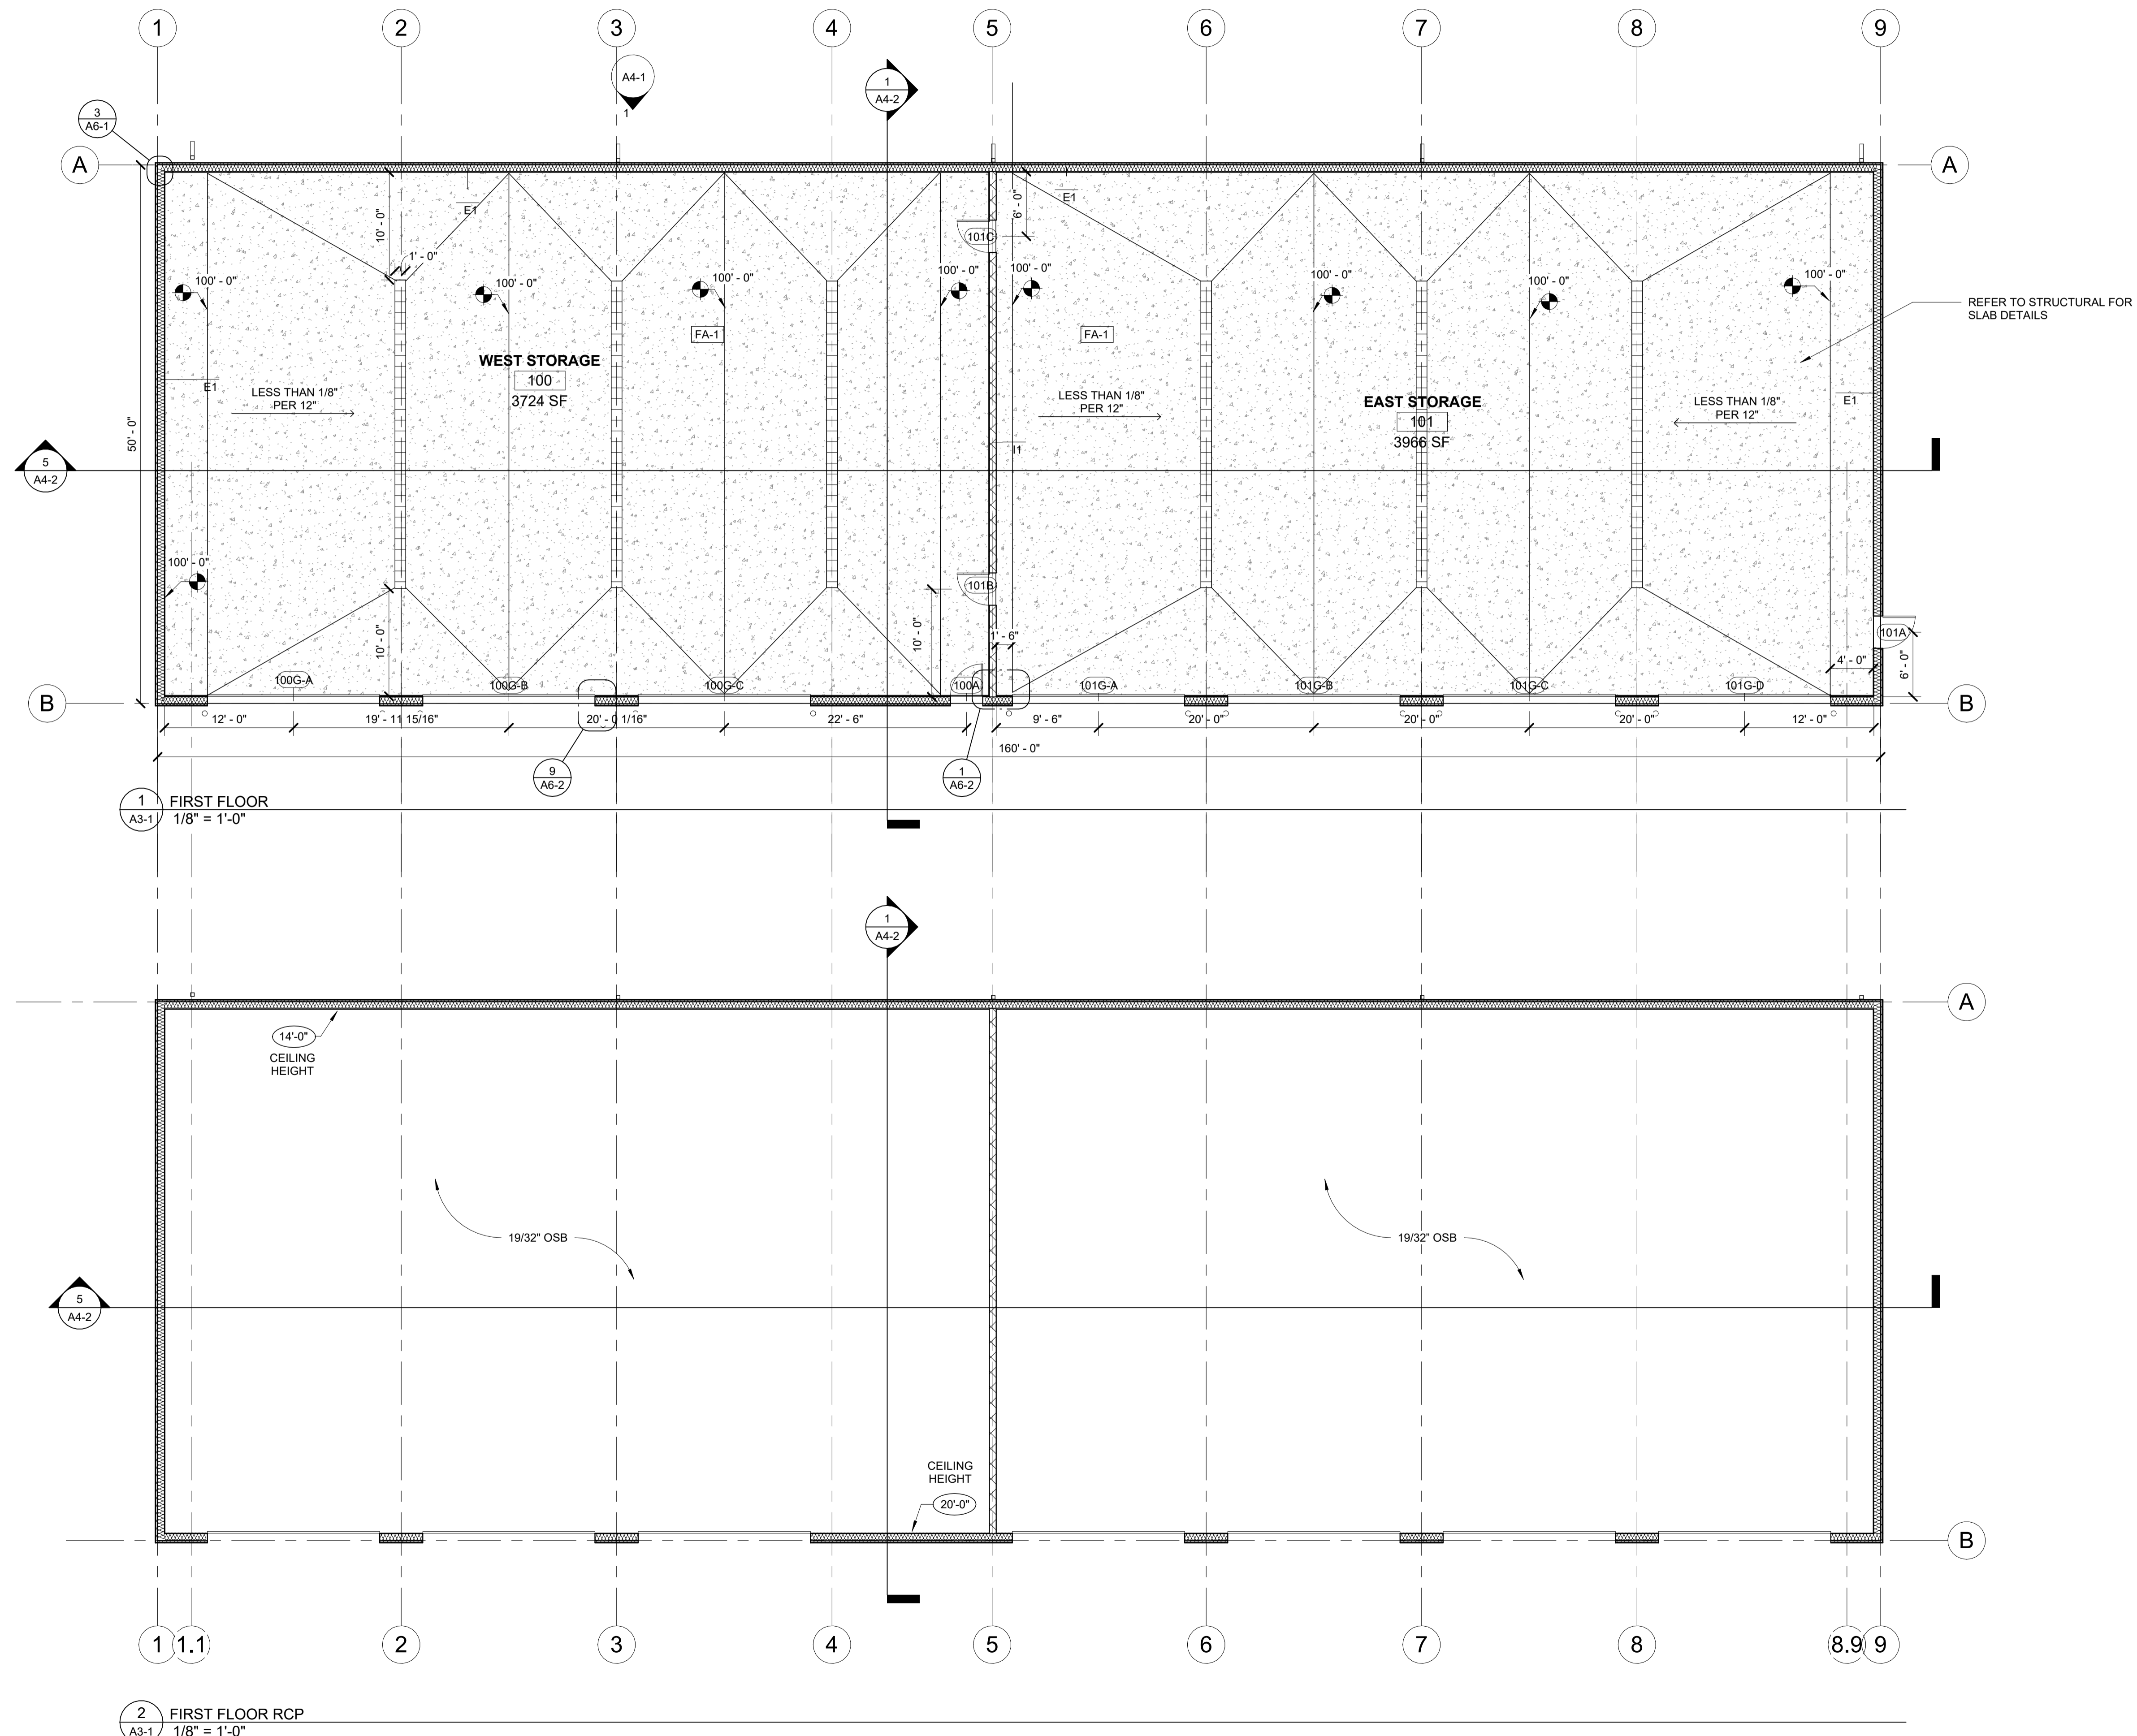 1 2 3 4 5 6 7 8 9
A4-1
1
1
A4-2
3
A6-1
A
A
10' - 0"
E1
1' - 0"
101C
6' - 0"
E1
100' - 0"
100' - 0"
100' - 0"
100' - 0"
100' - 0"
100' - 0"
100' - 0"
100' - 0"
REFER TO STRUCTURAL FOR
SLAB DETAILS
FA-1
FA-1
WEST STORAGE
100
3724 SF
E1
LESS THAN 1/8"
PER 12"
LESS THAN 1/8"
PER 12"
EAST STORAGE
101
3966 SF
LESS THAN 1/8"
PER 12"
E1
50' - 0"
I1
5
A4-2
100' - 0"
101B
10' - 0"
10' - 0"
1' - 6"
101A
4' - 0"
6' - 0"
100G-A
100G-B
100G-C
100A
101G-A
101G-B
101G-C
101G-D
B
B
12' - 0"
19' - 11 15/16"
20' - 0 1/16"
22' - 6"
9' - 6"
20' - 0"
20' - 0"
20' - 0"
12' - 0"
160' - 0"
9
A6-2
1
A6-2
1
A3-1
FIRST FLOOR
1/8" = 1'-0"
1
A4-2
A
14'-0"
CEILING
HEIGHT
19/32" OSB
19/32" OSB
5
A4-2
CEILING
HEIGHT
20'-0"
B
1 1.1 2 3 4 5 6 7 8 8.9 9
2
A3-1
FIRST FLOOR RCP
1/8" = 1'-0"